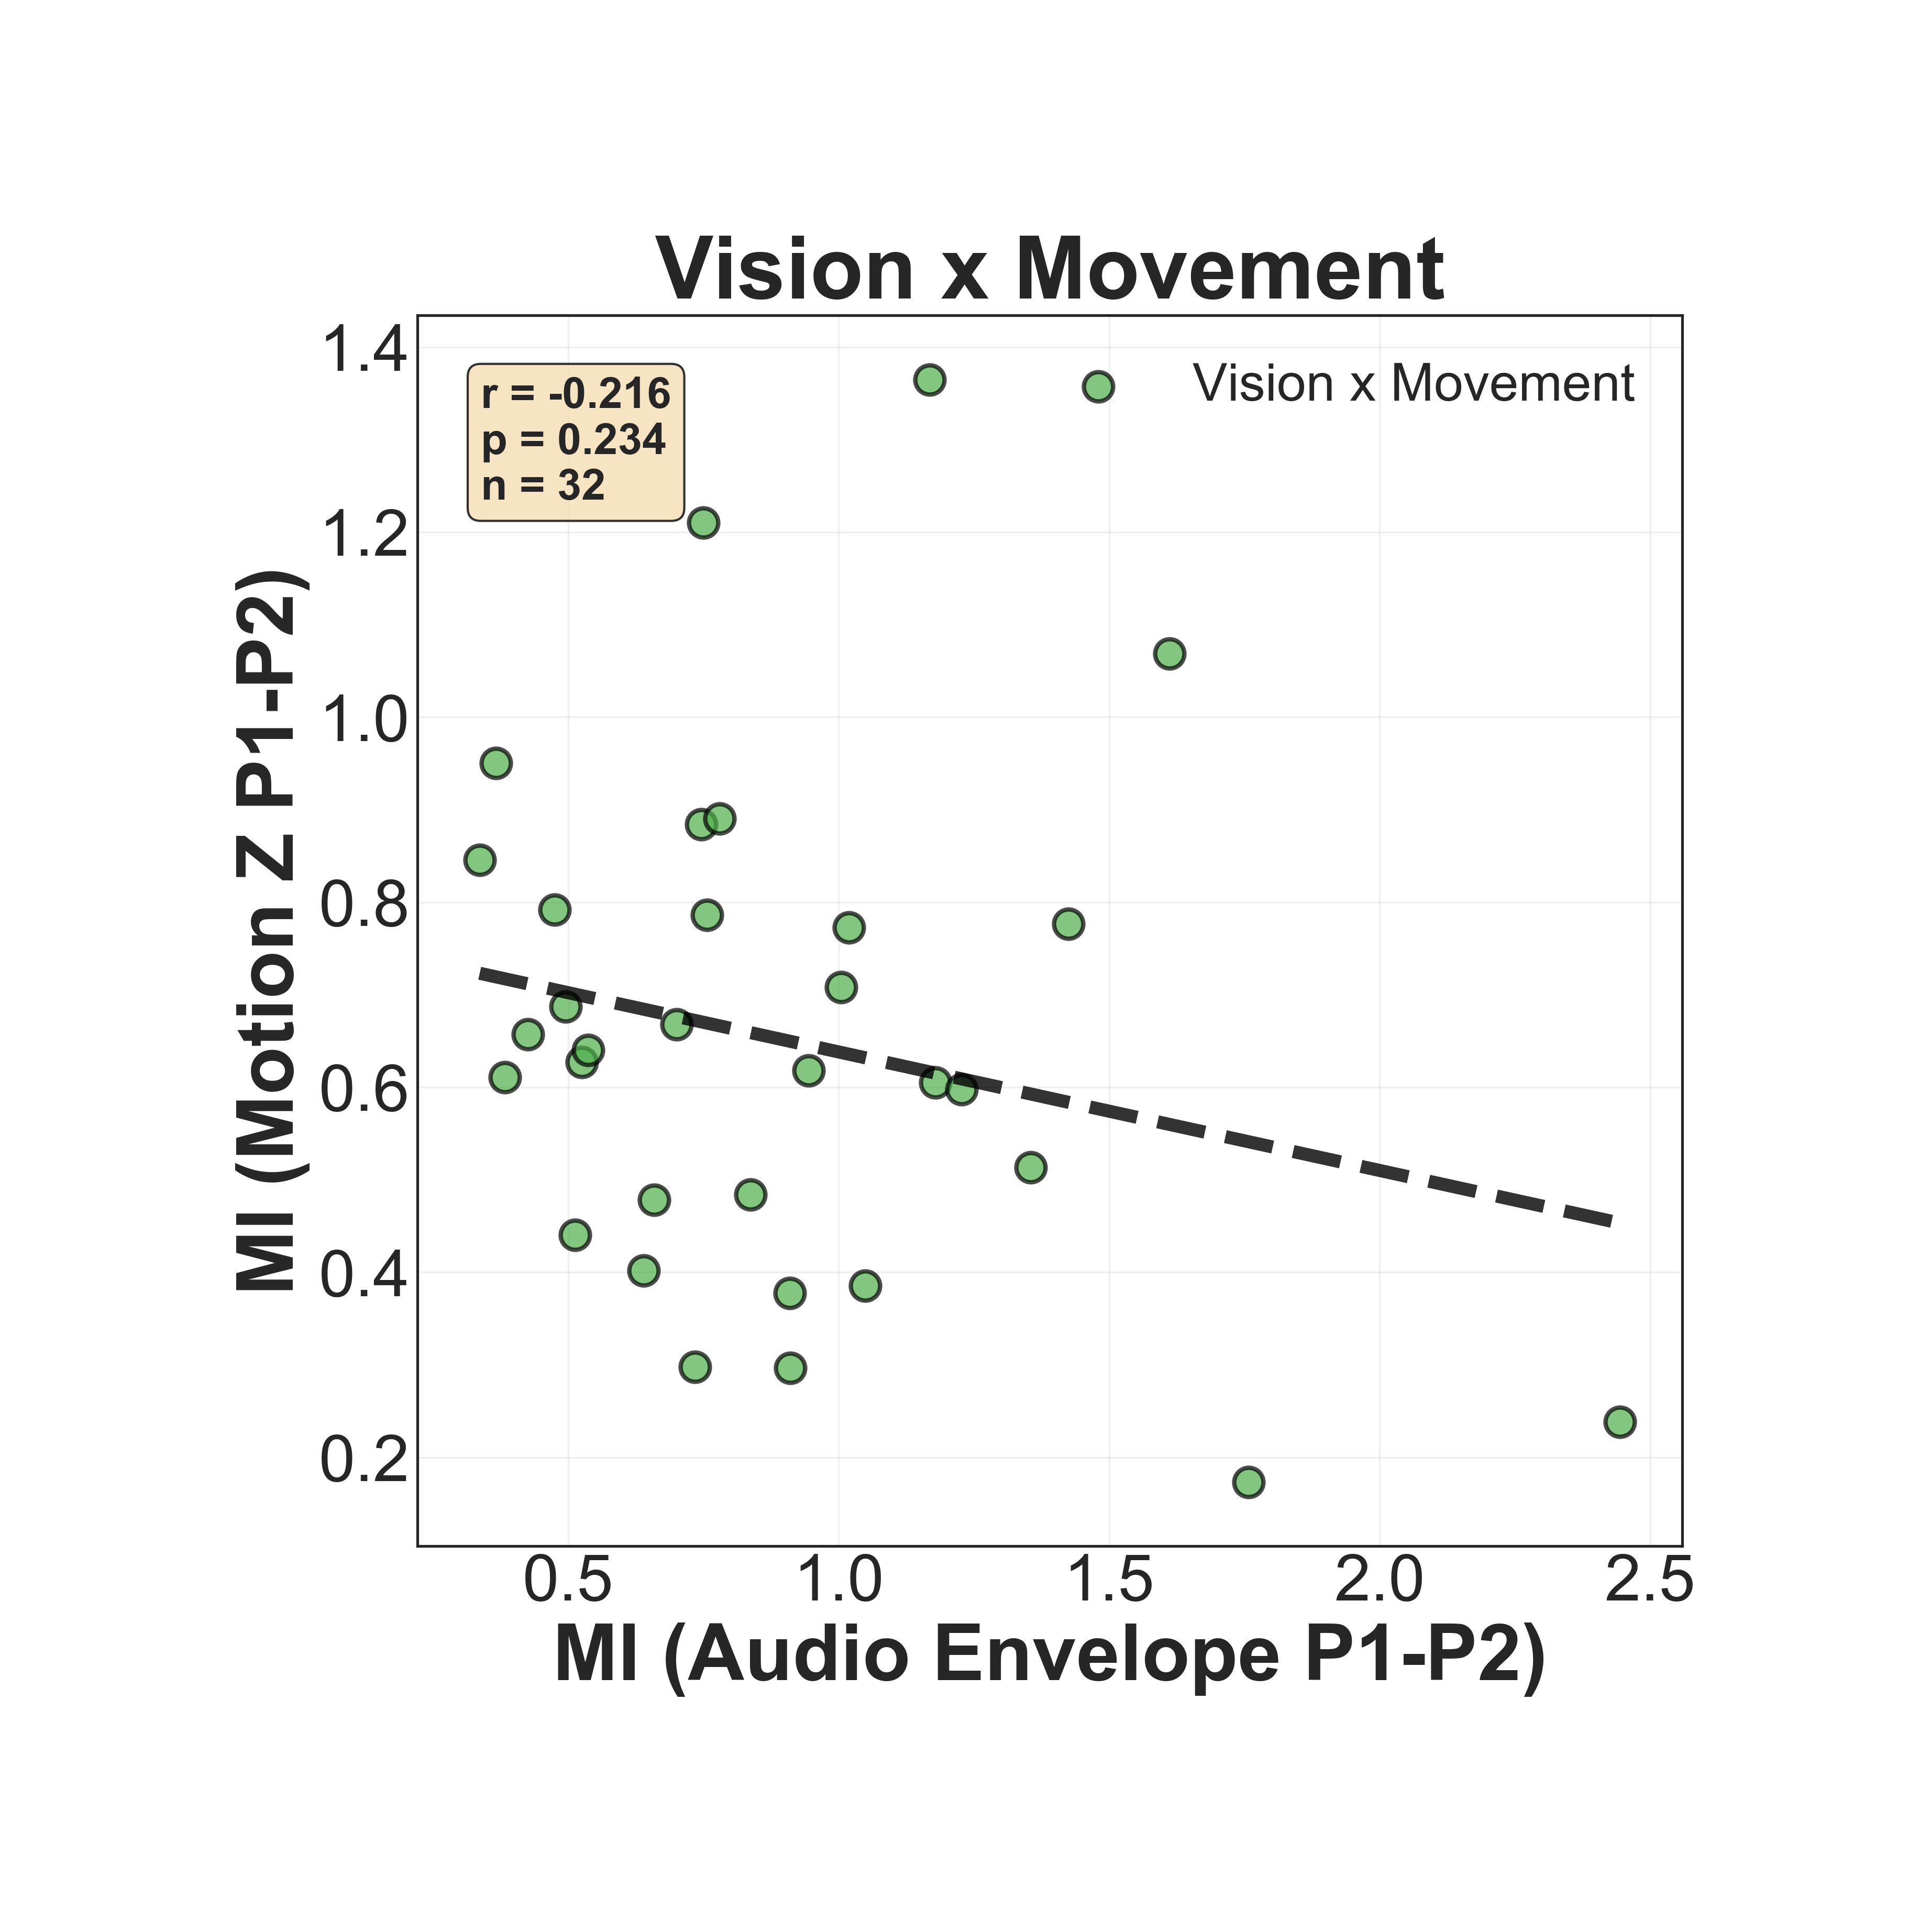 Vision x Movement
1.4
1.2
1.0
0.8
0.6
0.4
0.2
MI (Motion Z P1-P2)
r = -0.216
p = 0.234
n = 32
Vision x Movement
0.5 1.0 1.5 2.0 2.5
MI (Audio Envelope P1-P2)